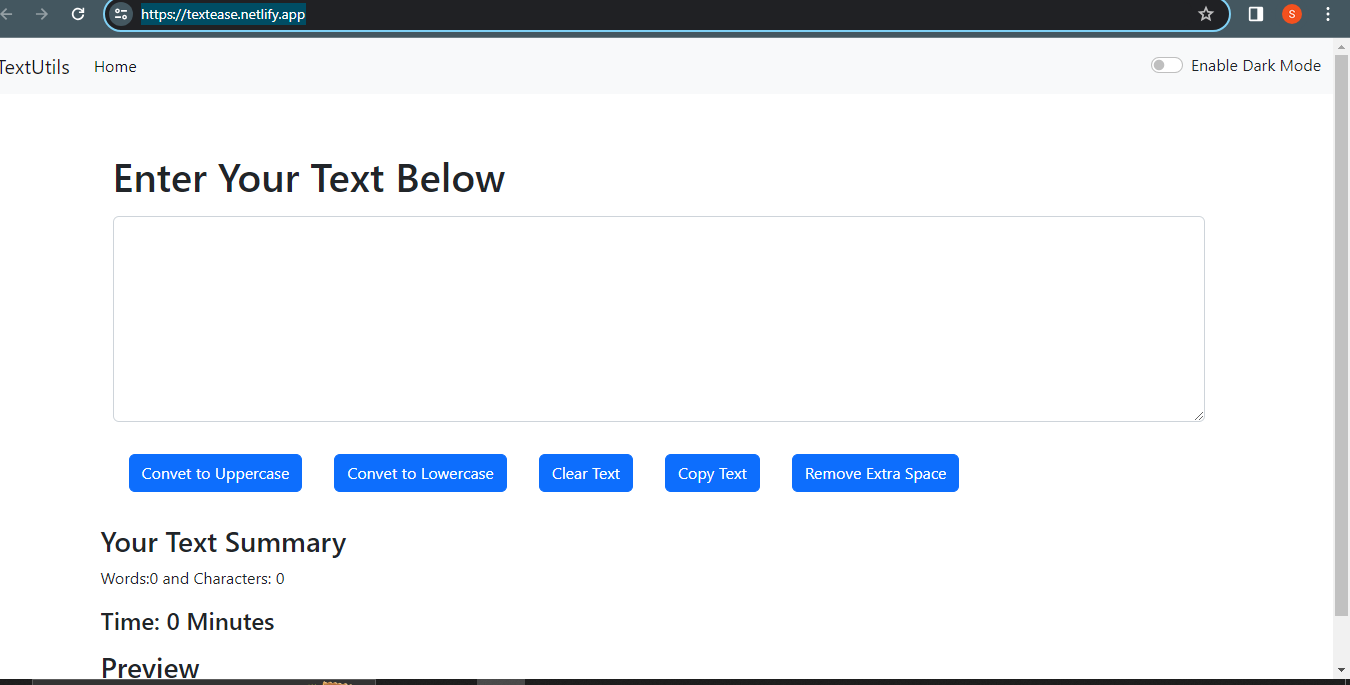 https://textease.netlify.app
S
TextUtils Home Enable Dark Mode
Enter Your Text Below
Convet to Uppercase Convet to Lowercase Clear Text Copy Text Remove Extra Space
Your Text Summary
Words:0 and Characters: 0
Time: 0 Minutes
Preview